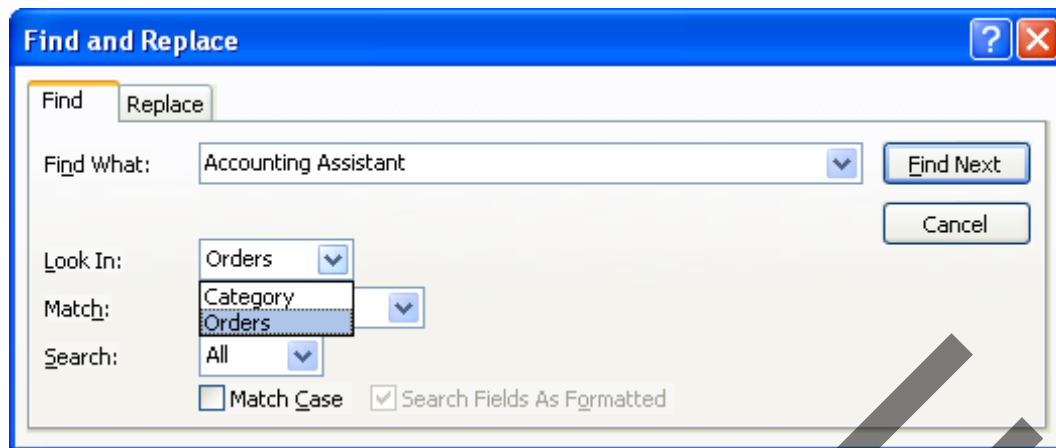 Find and Replace
Find Replace
Find What: Accounting Assistant Find Next
Cancel
Look In: Orders
Category
Match:
Orders
Search: All
Match Case Search Fields As Formatted